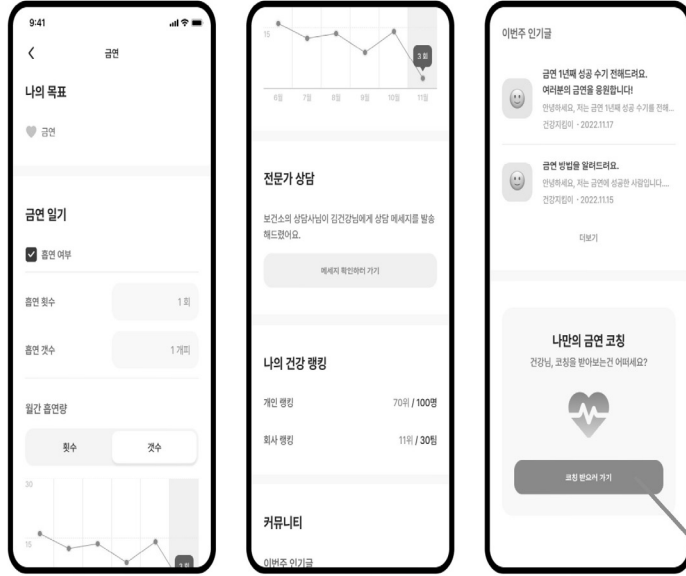 9:41
금연
나의 목표
금연
금연 일기
흡연 여부
흡연 횟수
1 회
흡연 갯수
1 개피
월간 흡연량
횟수
갯수
30
15
3 회
15
3 회
6월
7월
8월
9월
10월
11월
전문가 상담
보건소의 상담사님이 김건강님에게 상담 메세지를 발송
해드렸어요.
메세지 확인하러 가기
나의 건강 랭킹
개인 랭킹
70위 / 100명
회사 랭킹
11위 / 30팀
커뮤니티
이번주 인기글
이번주 인기글
금연 1년째 성공 수기 전해드려요.
여러분의 금연을 응원합니다!
안녕하세요, 저는 금연 1년째 성공 수기를 전해...
건강지킴이 · 2022.11.17
금연 방법을 알려드려요.
안녕하세요, 저는 금연에 성공한 사람입니다....
건강지킴이 · 2022.11.15
더보기
나만의 금연 코칭
건강님, 코칭을 받아보는건 어떠세요?
코칭 받으러 가기